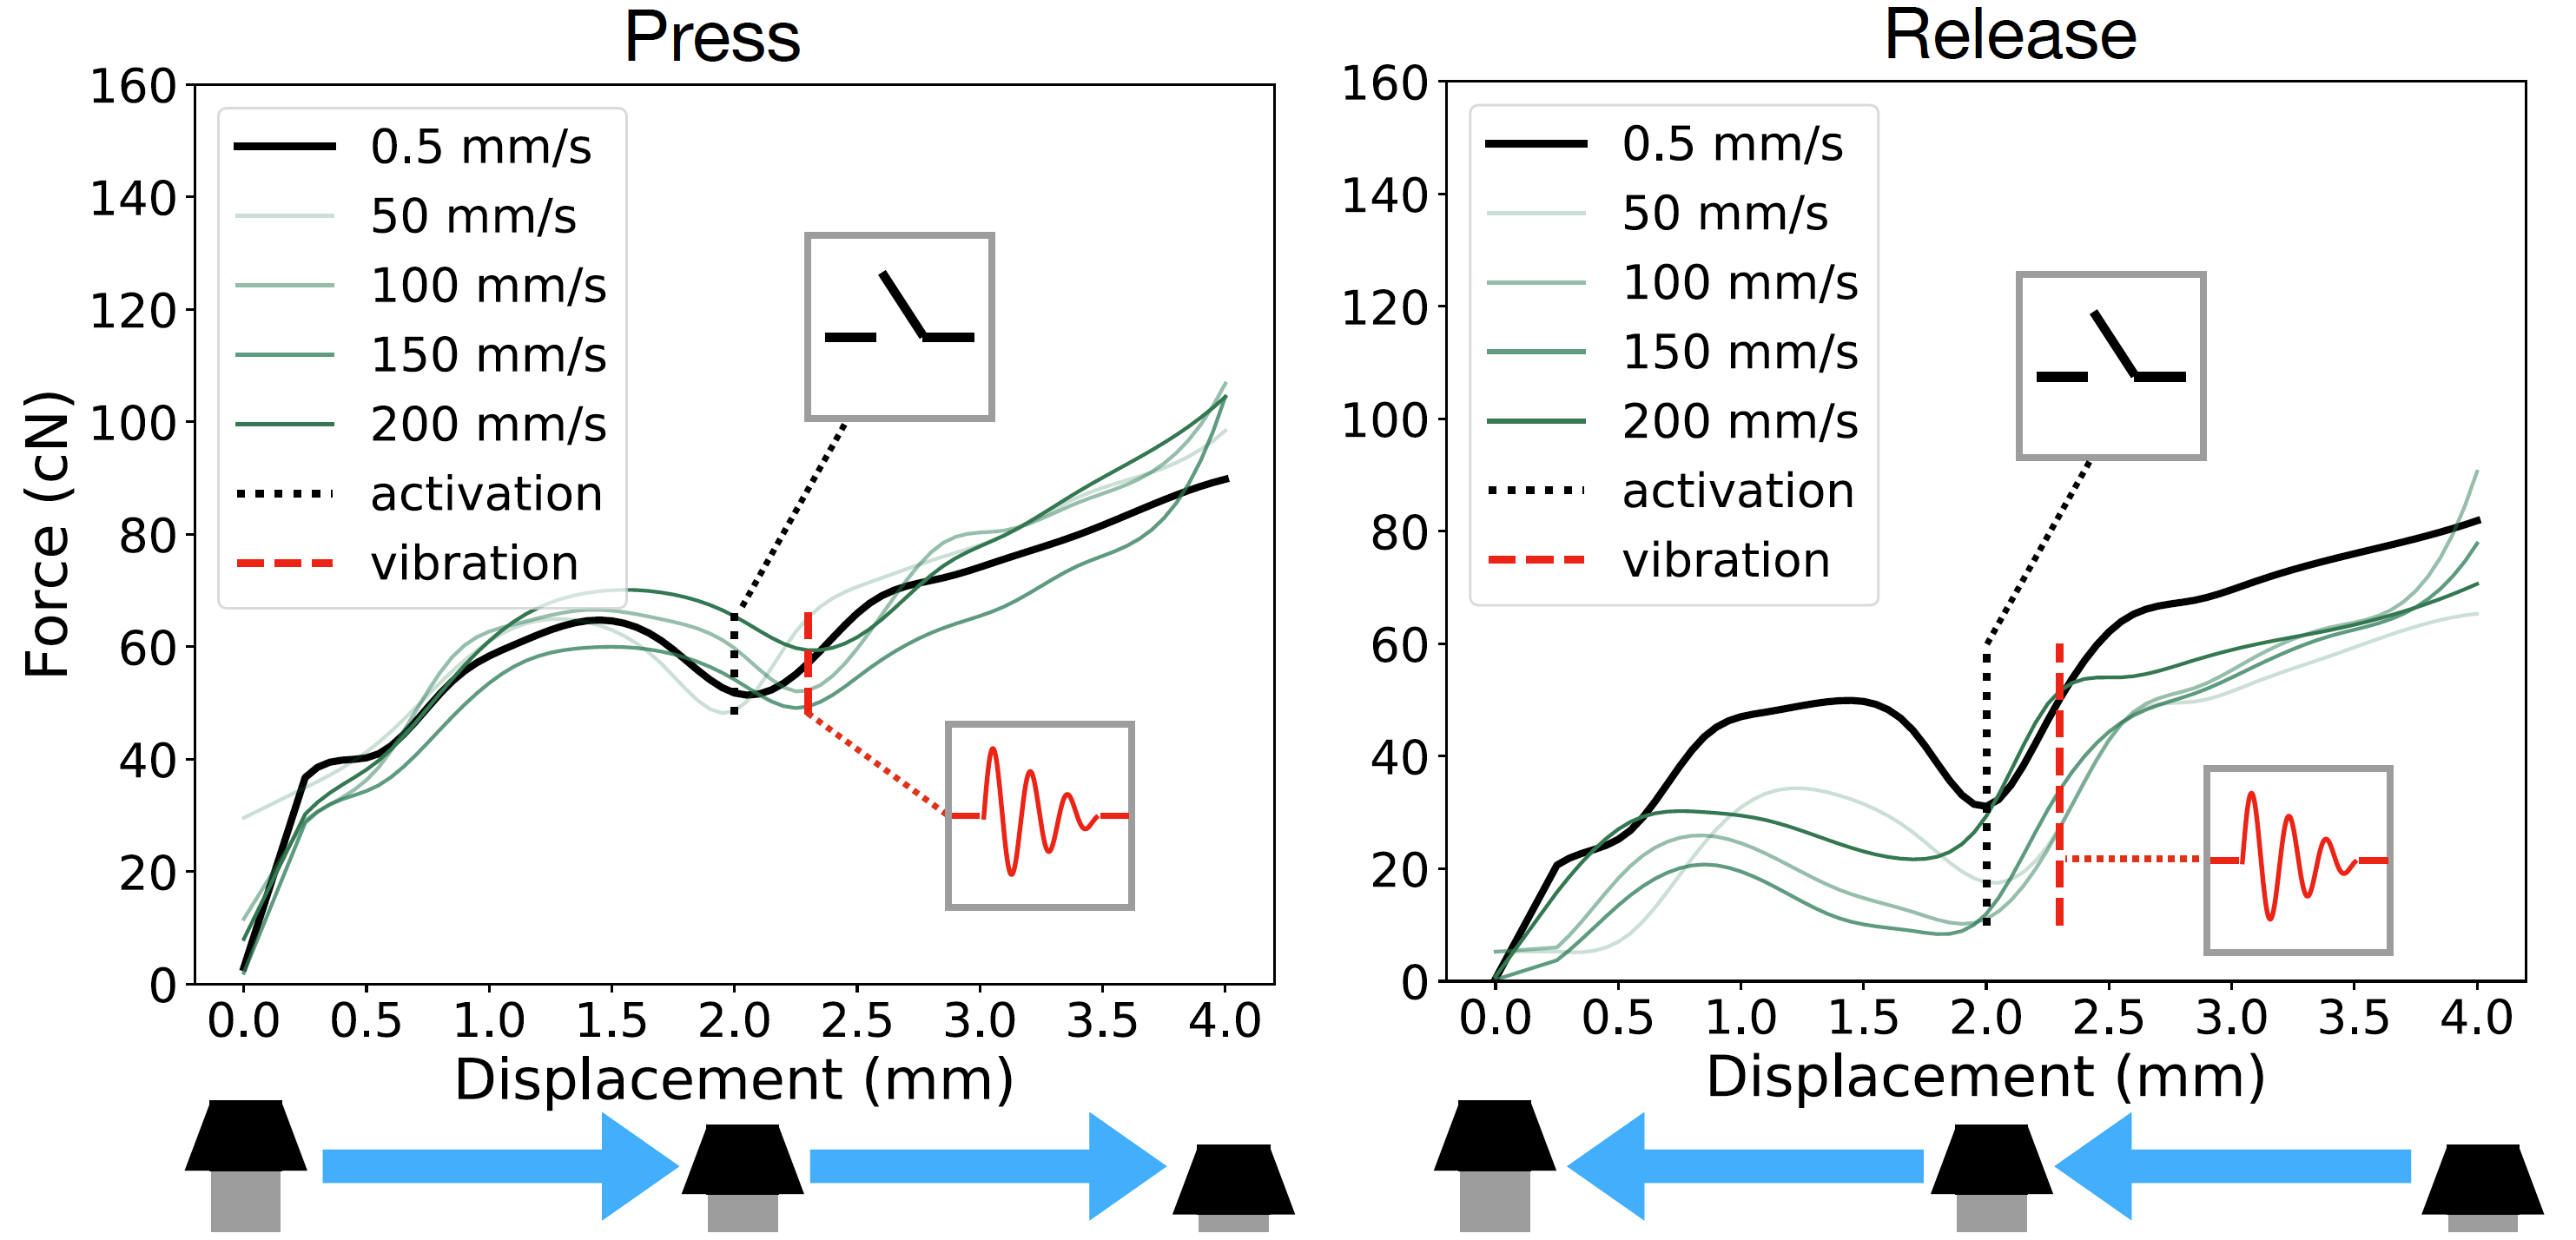 Press
160
140
120
100
80
60
40
20
0
Force (cN)
0.5 mm/s
50 mm/s
100 mm/s
150 mm/s
200 mm/s
activation
vibration
0.0 0.5 1.0 1.5 2.0 2.5 3.0 3.5 4.0
Displacement (mm)
Release
160
140
120
100
80
60
40
20
0
0.5 mm/s
50 mm/s
100 mm/s
150 mm/s
200 mm/s
activation
vibration
0.0 0.5 1.0 1.5 2.0 2.5 3.0 3.5 4.0
Displacement (mm)